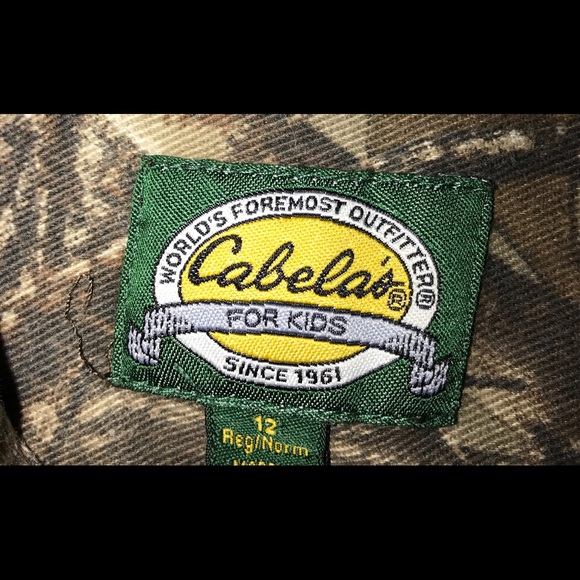 WORLD'S FOREMOST OUTFITTER®
Cabela's®
FOR KIDS
SINCE 1961
12
Reg/Norm